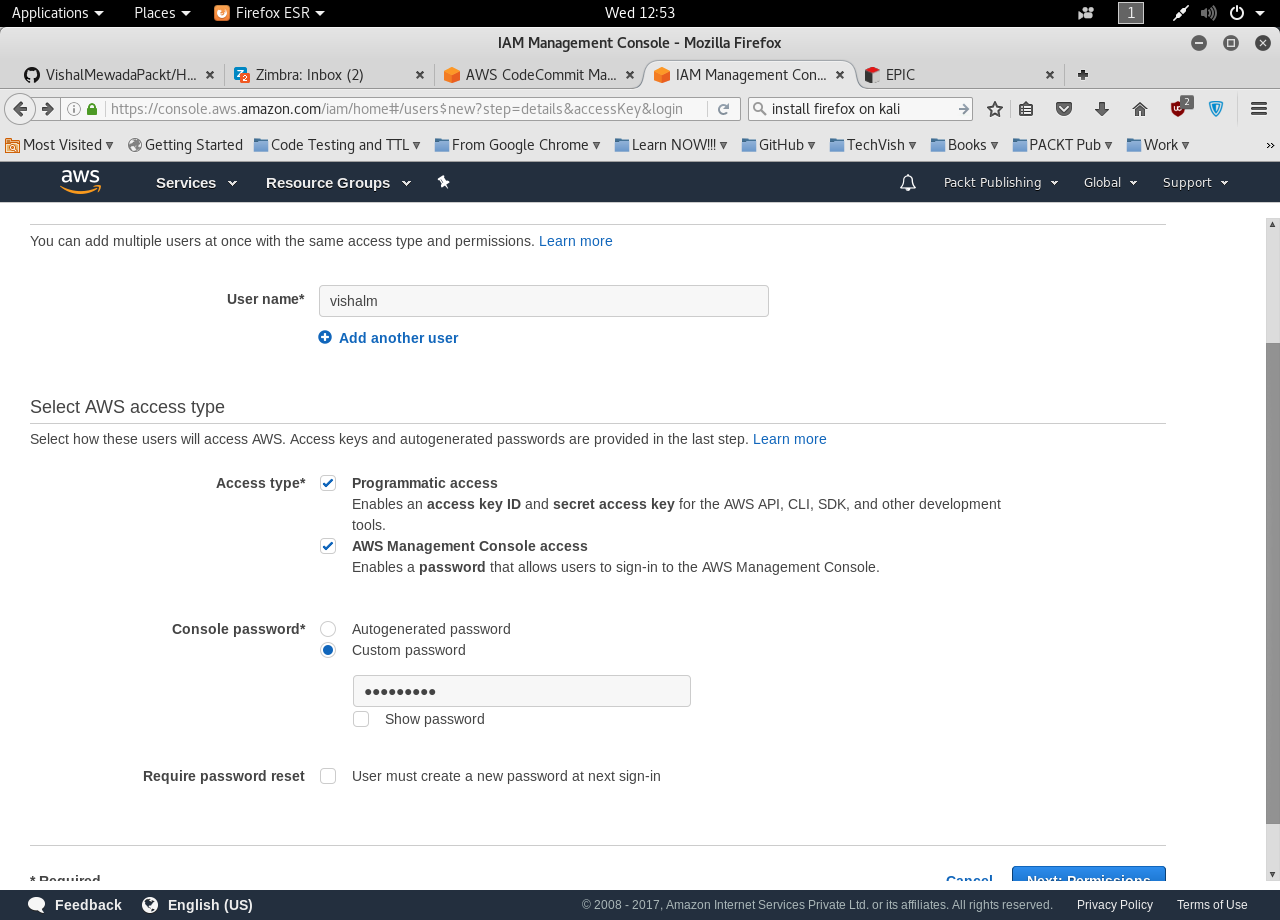 Applications Places Firefox ESR Wed 12:53 1
IAM Management Console - Mozilla Firefox
VishalMewadaPackt/H... Zimbra: Inbox (2) AWS CodeCommit Ma... IAM Management Con... EPIC
https://console.aws.amazon.com/iam/home#/users$new?step=details&accessKey&login install firefox on kali 2
Most Visited Getting Started Code Testing and TTL From Google Chrome Learn NOW!!! GitHub TechVish Books PACKT Pub Work »
aws Services Resource Groups Packt Publishing Global Support
You can add multiple users at once with the same access type and permissions. Learn more
User name* vishalm
Add another user
Select AWS access type
Select how these users will access AWS. Access keys and autogenerated passwords are provided in the last step. Learn more
Access type* Programmatic access
Enables an access key ID and secret access key for the AWS API, CLI, SDK, and other development
tools.
AWS Management Console access
Enables a password that allows users to sign-in to the AWS Management Console.
Console password* Autogenerated password
Custom password
●●●●●●●●●
Show password
Require password reset User must create a new password at next sign-in
* Required Cancel Next: Permissions
Feedback English (US) © 2008 - 2017, Amazon Internet Services Private Ltd. or its affiliates. All rights reserved. Privacy Policy Terms of Use